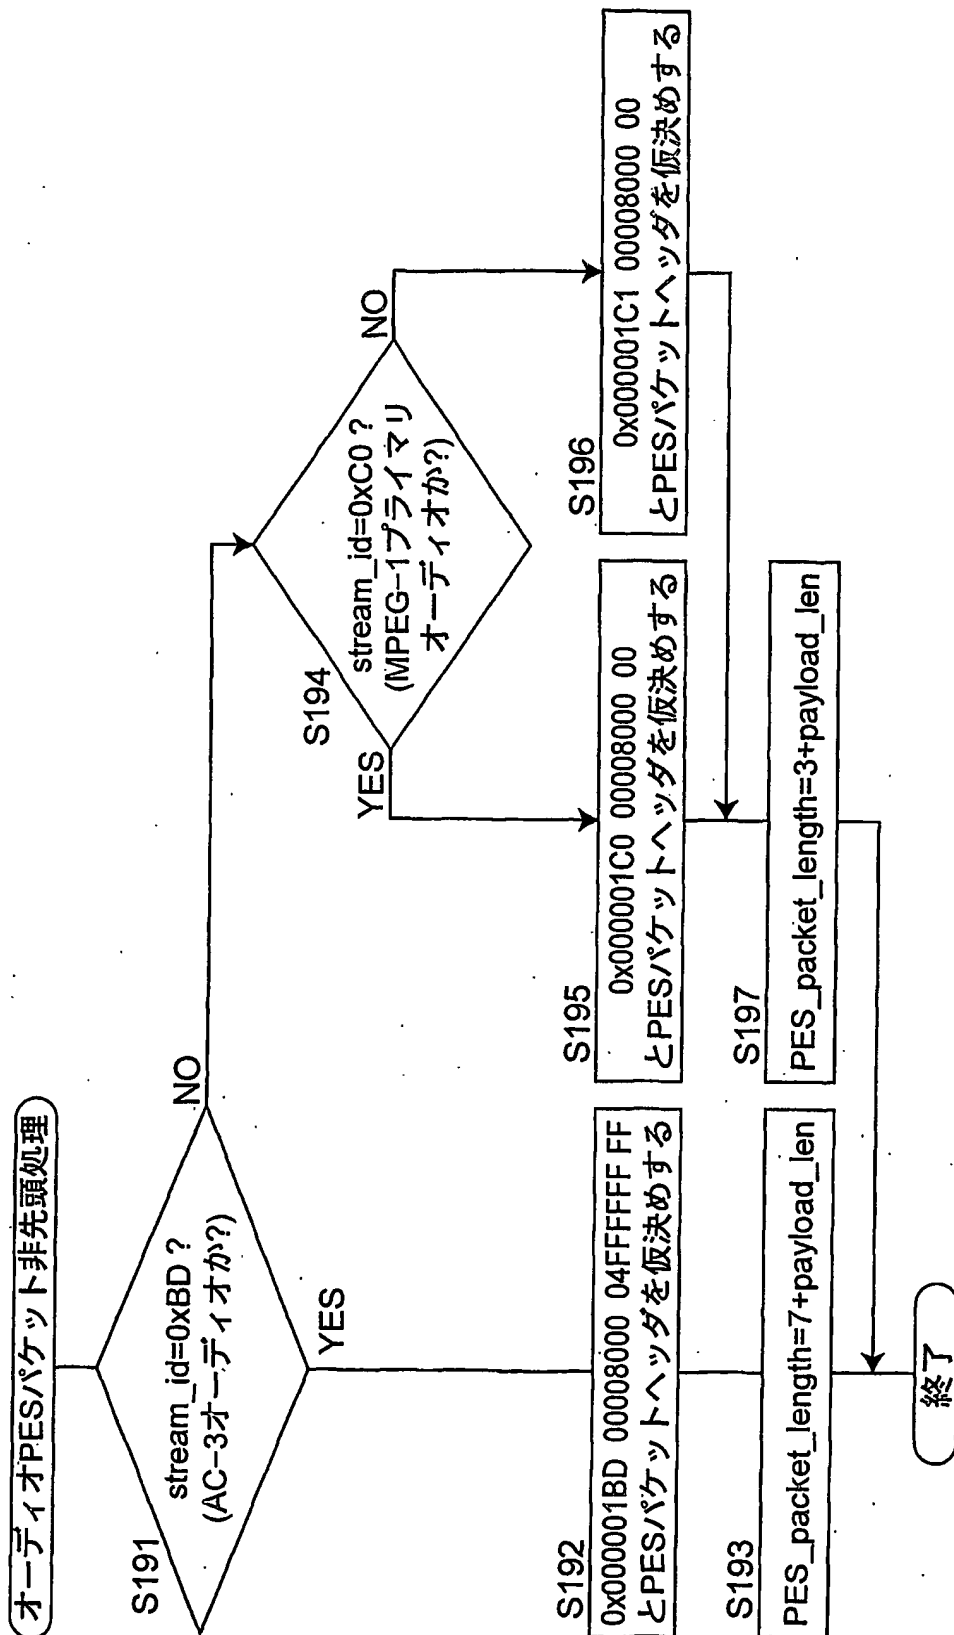 オーディオPESパケット非先頭処理
S191
stream_id=0xBD ?
(AC-3オーディオか?)
NO
YES
S194
stream_id=0xC0 ?
(MPEG-1プライマリ
オーディオか?)
YES
NO
S192
0x000001BD 00008000 04FFFFFF FF
とPESパケットヘッダを仮決めする
S195
0x000001C0 00008000 00
とPESパケットヘッダを仮決めする
S196
0x000001C1 00008000 00
とPESパケットヘッダを仮決めする
S193
PES_packet_length=7+payload_len
S197
PES_packet_length=3+payload_len
終了